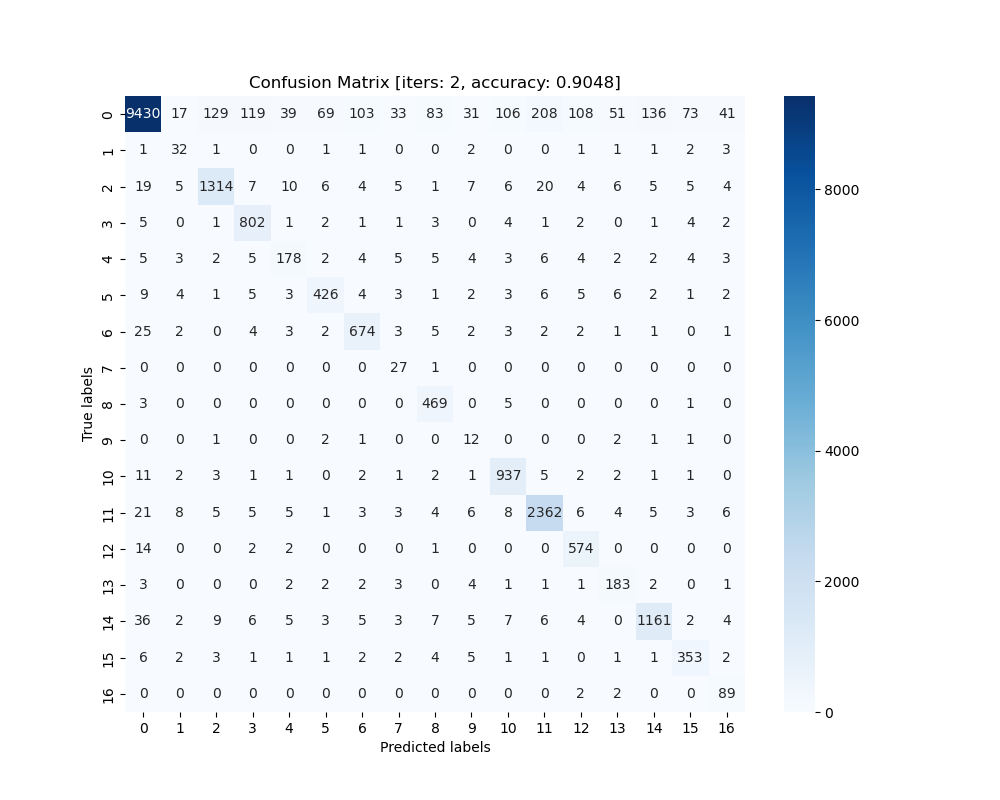 Confusion Matrix [iters: 2, accuracy: 0.9048]
0 9430 17 129 119 39 69 103 33 83 31 106 208 108 51 136 73 41
1 1 32 1 0 0 1 1 0 0 2 0 0 1 1 1 2 3
2 19 5 1314 7 10 6 4 5 1 7 6 20 4 6 5 5 4
3 5 0 1 802 1 2 1 1 3 0 4 1 2 0 1 4 2
4 5 3 2 5 178 2 4 5 5 4 3 6 4 2 2 4 3
5 9 4 1 5 3 426 4 3 1 2 3 6 5 6 2 1 2
6 25 2 0 4 3 2 674 3 5 2 3 2 2 1 1 0 1
7 0 0 0 0 0 0 0 27 1 0 0 0 0 0 0 0 0
8 3 0 0 0 0 0 0 0 469 0 5 0 0 0 0 1 0
9 0 0 1 0 0 2 1 0 0 12 0 0 0 2 1 1 0
10 11 2 3 1 1 0 2 1 2 1 937 5 2 2 1 1 0
11 21 8 5 5 5 1 3 3 4 6 8 2362 6 4 5 3 6
12 14 0 0 2 2 0 0 0 1 0 0 0 574 0 0 0 0
13 3 0 0 0 2 2 2 3 0 4 1 1 1 183 2 0 1
14 36 2 9 6 5 3 5 3 7 5 7 6 4 0 1161 2 4
15 6 2 3 1 1 1 2 2 4 5 1 1 0 1 1 353 2
16 0 0 0 0 0 0 0 0 0 0 0 0 2 2 0 0 89
0 1 2 3 4 5 6 7 8 9 10 11 12 13 14 15 16
Predicted labels
True labels
8000
6000
4000
2000
0